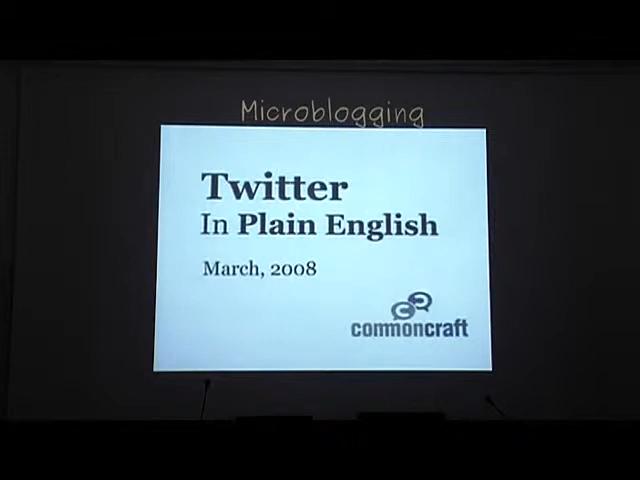 Microblogging
Twitter
In Plain English
March, 2008
commoncraft